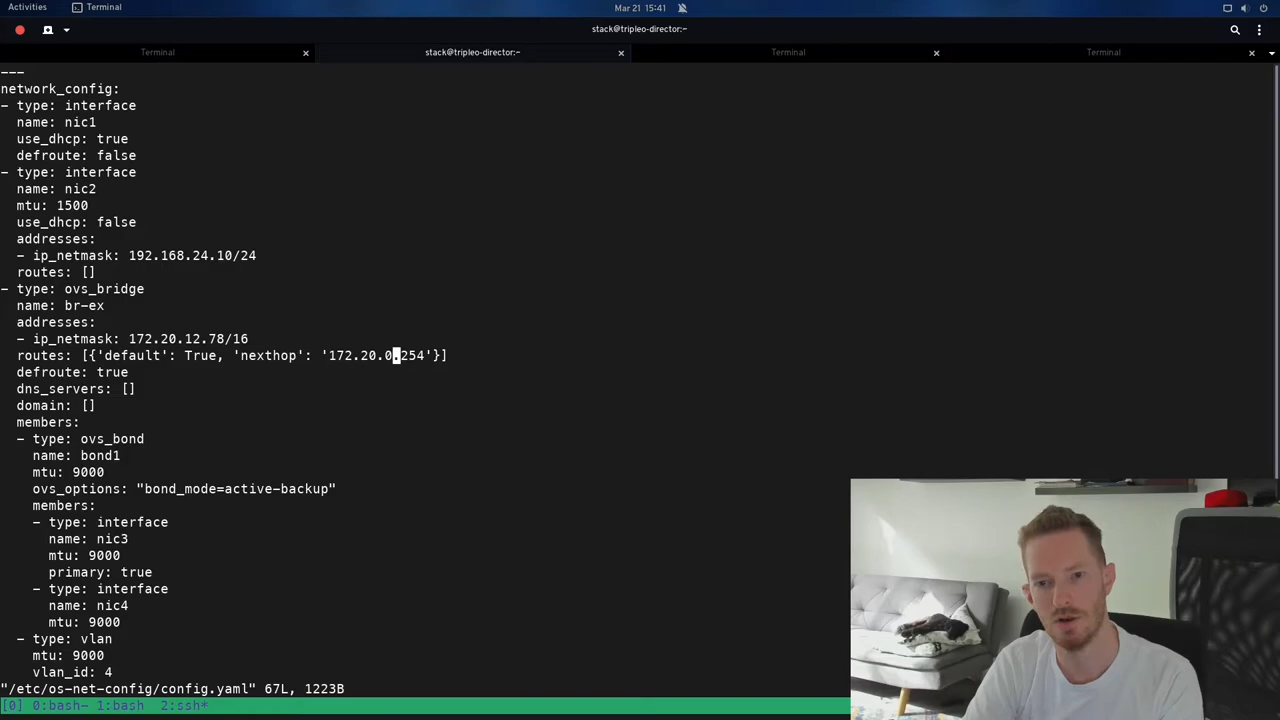 Activities
Terminal
Mar 21 15:41
stack@tripleo-director:~
Terminal
stack@tripleo-director:~
Terminal
Terminal
---
network_config:
- type: interface
  name: nic1
  use_dhcp: true
  defroute: false
- type: interface
  name: nic2
  mtu: 1500
  use_dhcp: false
  addresses:
  - ip_netmask: 192.168.24.10/24
  routes: []
- type: ovs_bridge
  name: br-ex
  addresses:
  - ip_netmask: 172.20.12.78/16
  routes: [{'default': True, 'nexthop': '172.20.0.254'}]
  defroute: true
  dns_servers: []
  domain: []
  members:
  - type: ovs_bond
    name: bond1
    mtu: 9000
    ovs_options: "bond_mode=active-backup"
    members:
    - type: interface
      name: nic3
      mtu: 9000
      primary: true
    - type: interface
      name: nic4
      mtu: 9000
  - type: vlan
    mtu: 9000
    vlan_id: 4
"/etc/os-net-config/config.yaml" 67L, 1223B
[0] 0:bash- 1:bash  2:ssh*